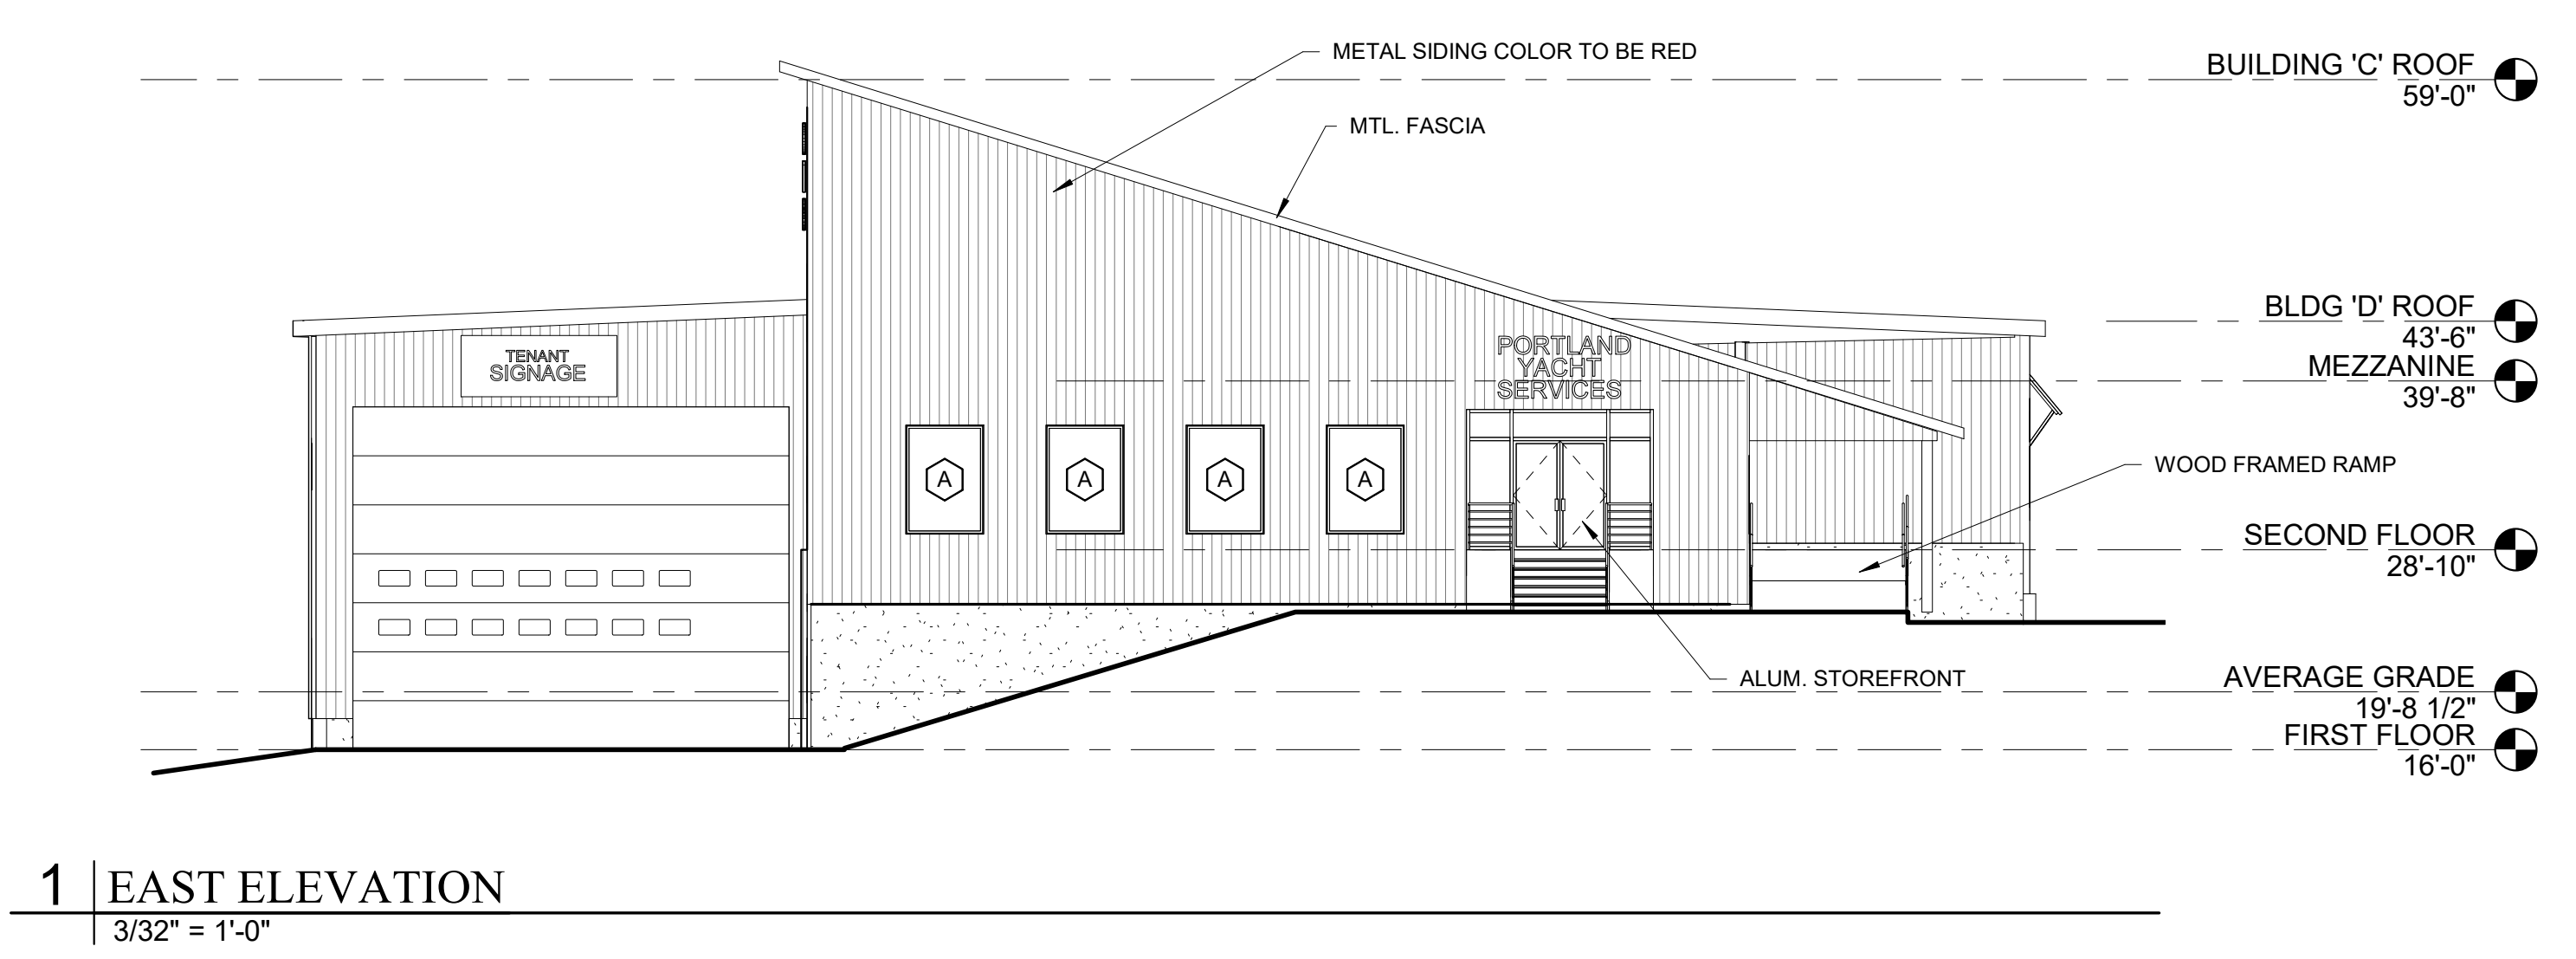 METAL SIDING COLOR TO BE RED
MTL. FASCIA
BUILDING 'C' ROOF
59'-0"
BLDG 'D' ROOF
43'-6"
MEZZANINE
39'-8"
TENANT
SIGNAGE
PORTLAND
YACHT
SERVICES
A
A
A
A
WOOD FRAMED RAMP
SECOND FLOOR
28'-10"
ALUM. STOREFRONT
AVERAGE GRADE
19'-8 1/2"
FIRST FLOOR
16'-0"
1
EAST ELEVATION
3/32" = 1'-0"